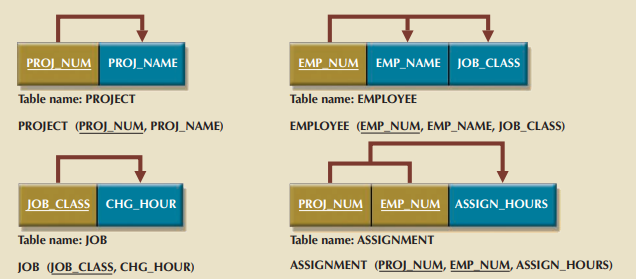 PROJ_NUM PROJ_NAME
Table name: PROJECT
PROJECT (PROJ_NUM, PROJ_NAME)
EMP_NUM EMP_NAME JOB_CLASS
Table name: EMPLOYEE
EMPLOYEE (EMP_NUM, EMP_NAME, JOB_CLASS)
JOB_CLASS CHG_HOUR
Table name: JOB
JOB (JOB_CLASS, CHG_HOUR)
PROJ_NUM EMP_NUM ASSIGN_HOURS
Table name: ASSIGNMENT
ASSIGNMENT (PROJ_NUM, EMP_NUM, ASSIGN_HOURS)